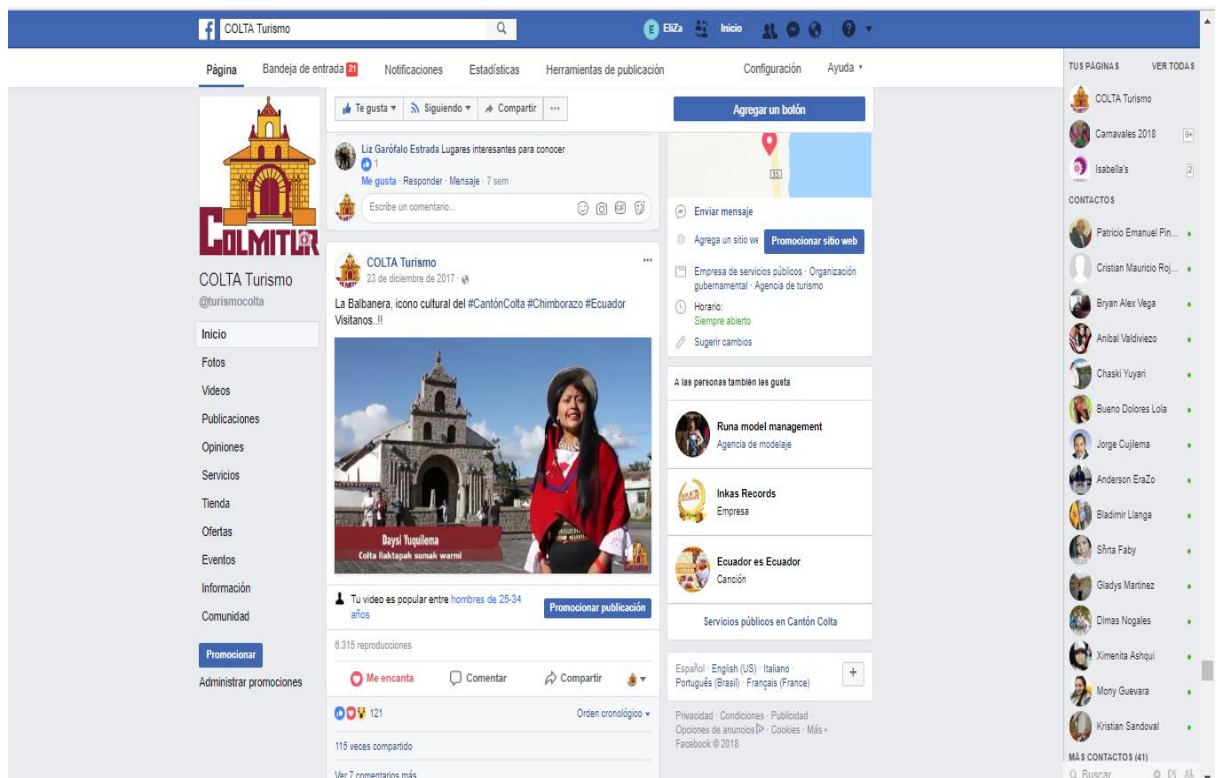 COLTA Turismo
E EliZa Inicio
Página Bandeja de entrada 21 Notificaciones Estadísticas Herramientas de publicación Configuración Ayuda
COLMITUR
COLTA Turismo
@turismocolta
Inicio
Fotos
Videos
Publicaciones
Opiniones
Servicios
Tienda
Ofertas
Eventos
Información
Comunidad
Promocionar
Administrar promociones
Te gusta Siguiendo Compartir ...
Liz Garófalo Estrada Lugares interesantes para conocer
1
Me gusta · Responder · Mensaje · 7 sem
Escribe un comentario...
COLTA Turismo
23 de diciembre de 2017 ·
La Balbanera, icono cultural del #CantónColta #Chimborazo #Ecuador
Visitanos..!!
Daysi Yuquilema
Colta llaktapak sumak warmi
Tu video es popular entre hombres de 25-34
años
Promocionar publicación
6.315 reproducciones
Me encanta Comentar Compartir
121 Orden cronológico
115 veces compartido
Ver 7 comentarios más
Agregar un botón
35
Enviar mensaje
Agrega un sitio we Promocionar sitio web
Empresa de servicios públicos · Organización
gubernamental · Agencia de turismo
Horario:
Siempre abierto
Sugerir cambios
A las personas también les gusta
Runa model management
Agencia de modelaje
Inkas Records
Empresa
Ecuador es Ecuador
Canción
Servicios públicos en Cantón Colta
Español · English (US) · Italiano ·
Português (Brasil) · Français (France)
+
Privacidad · Condiciones · Publicidad ·
Opciones de anuncios · Cookies · Más
Facebook © 2018
TUS PÁGINAS VER TODAS
COLTA Turismo
Carnavales 2018 9+
Isabella's 2
CONTACTOS
Patricio Emanuel Pin...
Cristian Mauricio Roj...
Bryan Alex Vega
Anibal Valdiviezo
Chaski Yuyari
Bueno Dolores Lola
Jorge Cujilema
Anderson EraZo
Bladimir Llanga
Sñrta Faby
Gladys Martinez
Dimas Nogales
Ximenita Ashqui
Mony Guevara
Kristian Sandoval
MÁS CONTACTOS (41)
Buscar